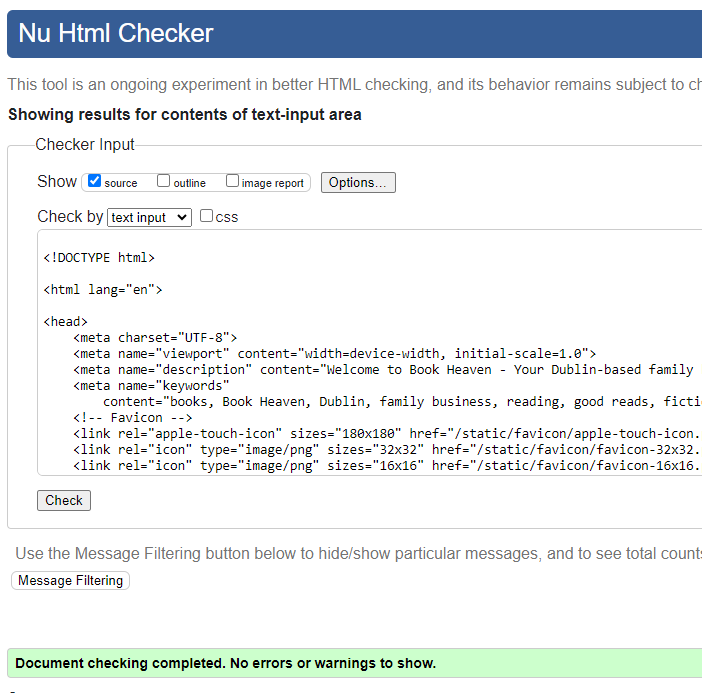 Nu Html Checker
This tool is an ongoing experiment in better HTML checking, and its behavior remains subject to
Showing results for contents of text-input area
Checker Input
Show source outline image report Options...
Check by text input css
<!DOCTYPE html>
<html lang="en">
<head>
<meta charset="UTF-8">
<meta name="viewport" content="width=device-width, initial-scale=1.0">
<meta name="description" content="Welcome to Book Heaven - Your Dublin-based family
<meta name="keywords"
content="books, Book Heaven, Dublin, family business, reading, good reads,
<!-- Favicon -->
<link rel="apple-touch-icon" sizes="180x180" href="/static/favicon/apple-touch-icon.
<link rel="icon" type="image/png" sizes="32x32" href="/static/favicon/favicon-32x32.
<link rel="icon" type="image/png" sizes="16x16" href="/static/favicon/favicon-16x16.
Check
Use the Message Filtering button below to hide/show particular messages, and to see total counts
Message Filtering
Document checking completed. No errors or warnings to show.